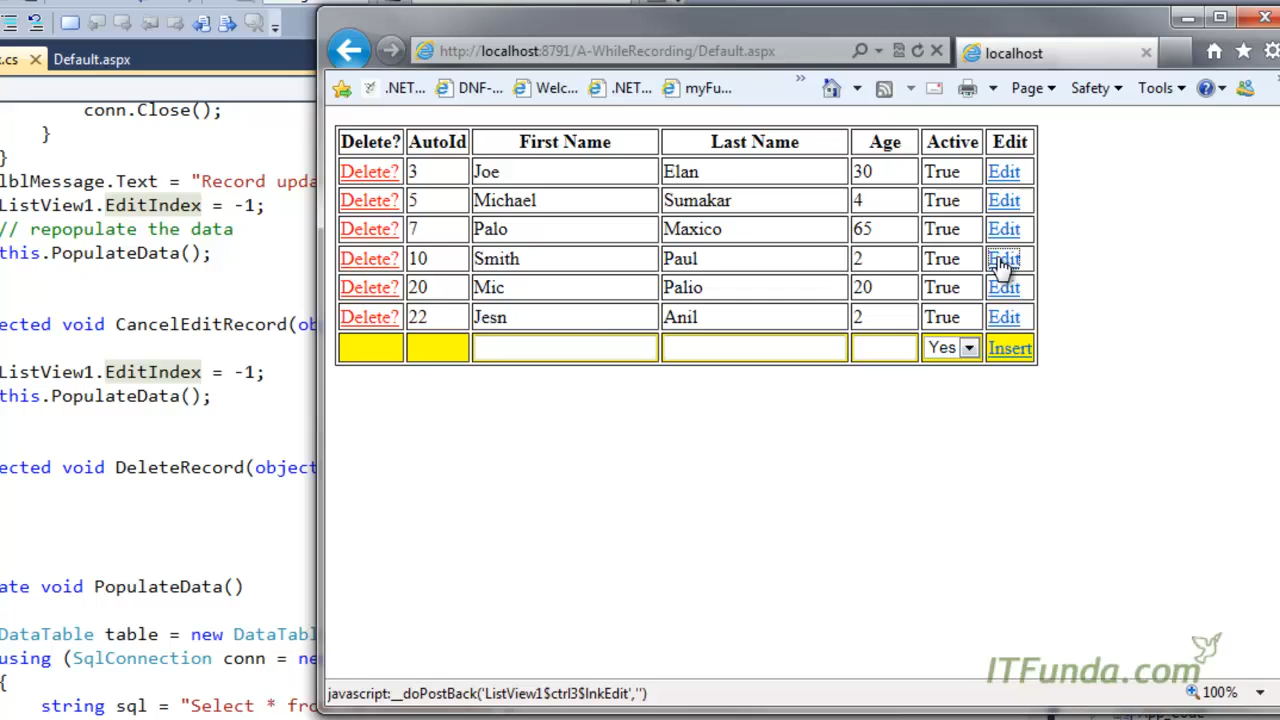 .cs
Default.aspx
conn.Close();
}
}
lblMessage.Text = "Record upda
ListView1.EditIndex = -1;
// repopulate the data
this.PopulateData();
ected void CancelEditRecord(ob
ListView1.EditIndex = -1;
this.PopulateData();
ected void DeleteRecord(object
ate void PopulateData()
DataTable table = new DataTabl
using (SqlConnection conn = ne
{
string sql = "Select * fro
http://localhost:8791/A-WhileRecording/Default.aspx
localhost
.NET... DNF-... Welc... .NET... myFu... Page Safety Tools
Delete? AutoId First Name Last Name Age Active Edit
Delete? 3 Joe Elan 30 True Edit
Delete? 5 Michael Sumakar 4 True Edit
Delete? 7 Palo Maxico 65 True Edit
Delete? 10 Smith Paul 2 True Edit
Delete? 20 Mic Palio 20 True Edit
Delete? 22 Jesn Anil 2 True Edit
Yes Insert
ITFunda.com
javascript:__doPostBack('ListView1$ctrl3$lnkEdit','')
100%